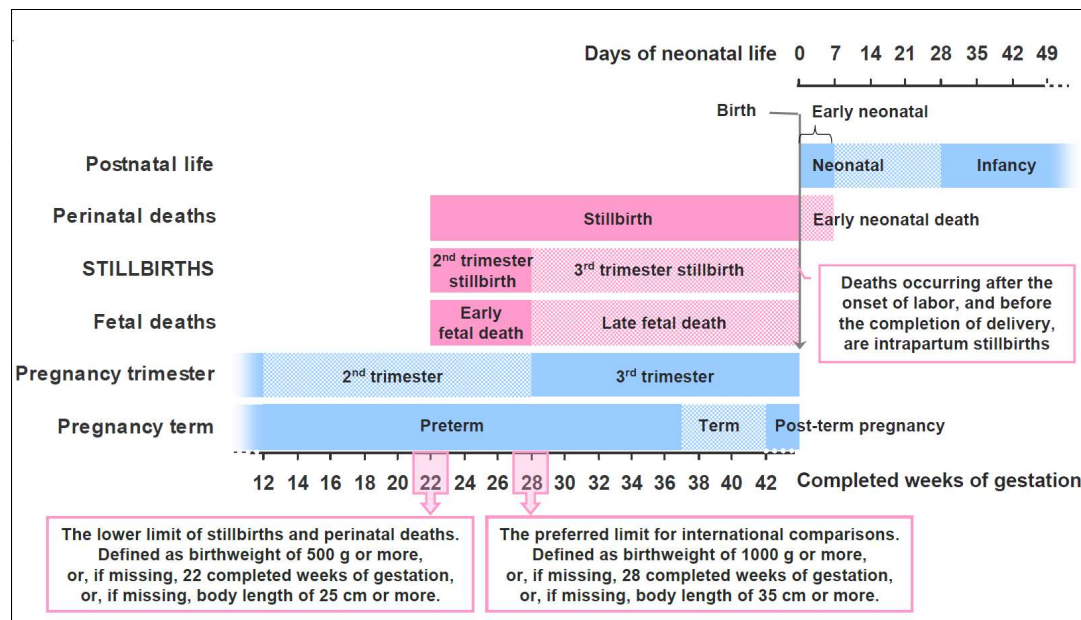 Days of neonatal life 0 7 14 21 28 35 42 49
Birth Early neonatal
Postnatal life Neonatal Infancy
Perinatal deaths Stillbirth Early neonatal death
STILLBIRTHS 2nd trimester stillbirth 3rd trimester stillbirth
Fetal deaths Early fetal death Late fetal death
Deaths occurring after the
onset of labor, and before
the completion of delivery,
are intrapartum stillbirths
Pregnancy trimester 2nd trimester 3rd trimester
Pregnancy term Preterm Term Post-term pregnancy
12 14 16 18 20 22 24 26 28 30 32 34 36 38 40 42 Completed weeks of gestation
The lower limit of stillbirths and perinatal deaths.
Defined as birthweight of 500 g or more,
or, if missing, 22 completed weeks of gestation,
or, if missing, body length of 25 cm or more.
The preferred limit for international comparisons.
Defined as birthweight of 1000 g or more,
or, if missing, 28 completed weeks of gestation,
or, if missing, body length of 35 cm or more.